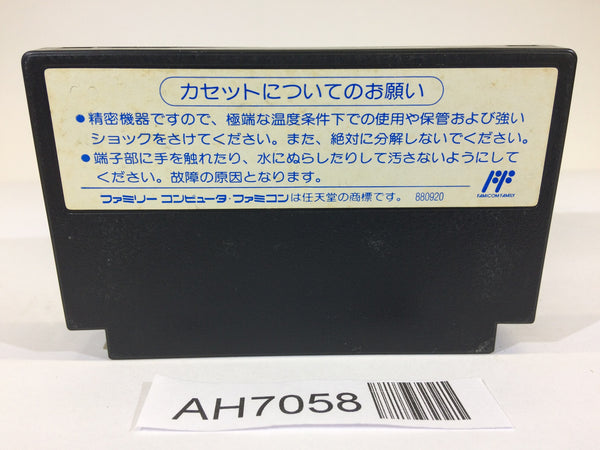 カセットについてのお願い
●精密機器ですので、極端な温度条件下での使用や保管および強い
ショックをさけてください。また、絶対に分解しないでください。
●端子部に手を触れたり、水にぬらしたりして汚さないようにして
ください。故障の原因となります。
FAMICOM FAMILY
ファミリー コンピュータ・ファミコンは任天堂の商標です。 880920
AH7058